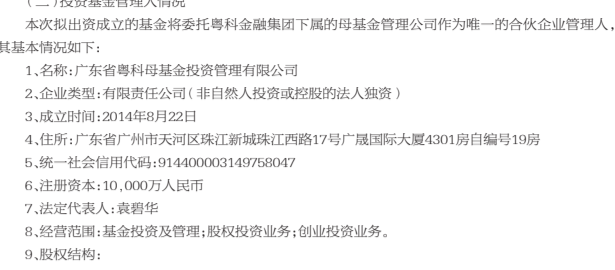 (二)投资基金管理人情况
本次拟出资成立的基金将委托粤科金融集团下属的母基金管理公司作为唯一的合伙企业管理人,
其基本情况如下:
1、名称:广东省粤科母基金投资管理有限公司
2、企业类型:有限责任公司(非自然人投资或控股的法人独资)
3、成立时间:2014年8月22日
4、住所:广东省广州市天河区珠江新城珠江西路17号广晟国际大厦4301房自编号19房
5、统一社会信用代码:914400003149758047
6、注册资本:10,000万人民币
7、法定代表人:袁碧华
8、经营范围:基金投资及管理;股权投资业务;创业投资业务。
9、股权结构: